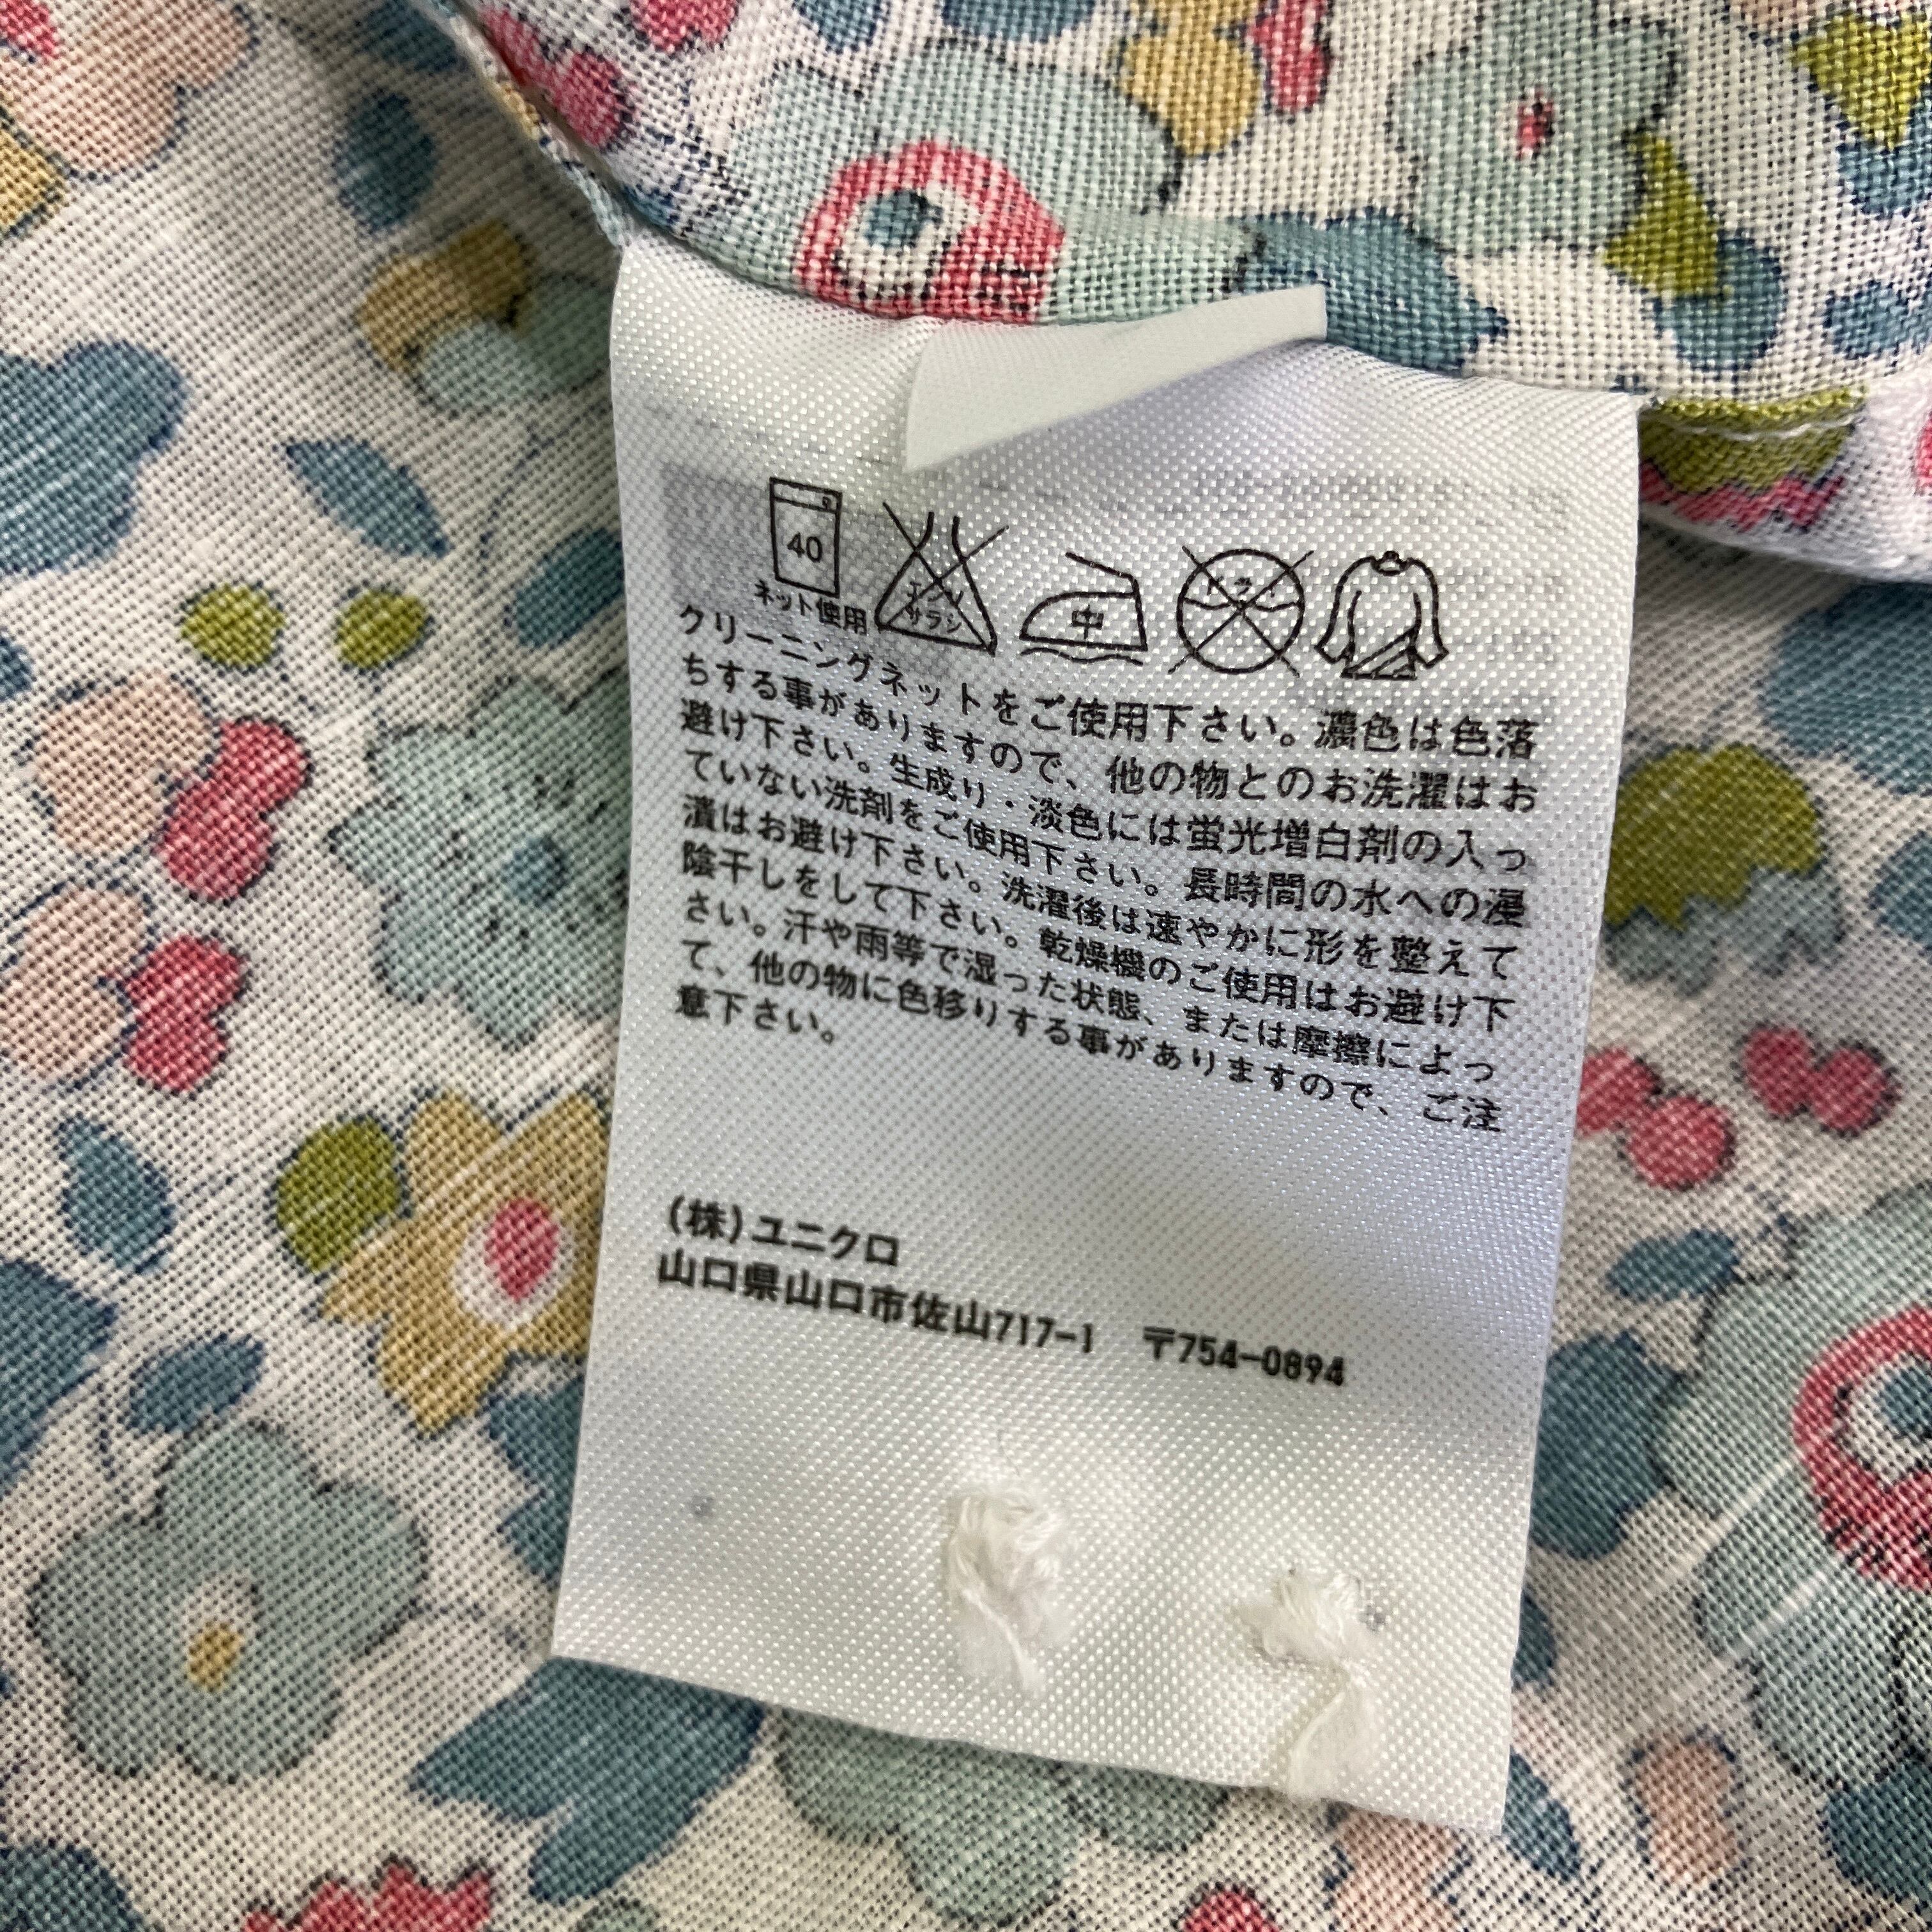 40
ネット使用
エンソ
サラシ
中
ドライ
クリーニングネットをご使用下さい。濃色は色落
ちする事がありますので、他の物とのお洗濯はお
避け下さい。生成り・淡色には蛍光増白剤の入っ
ていない洗剤をご使用下さい。長時間の水への浸
漬はお避け下さい。洗濯後は速やかに形を整えて
陰干しをして下さい。乾燥機のご使用はお避け下
さい。汗や雨等で湿った状態、または摩擦によっ
て、他の物に色移りする事がありますので、ご注
意下さい。
(株)ユニクロ
山口県山口市佐山717-1 〒754-0894